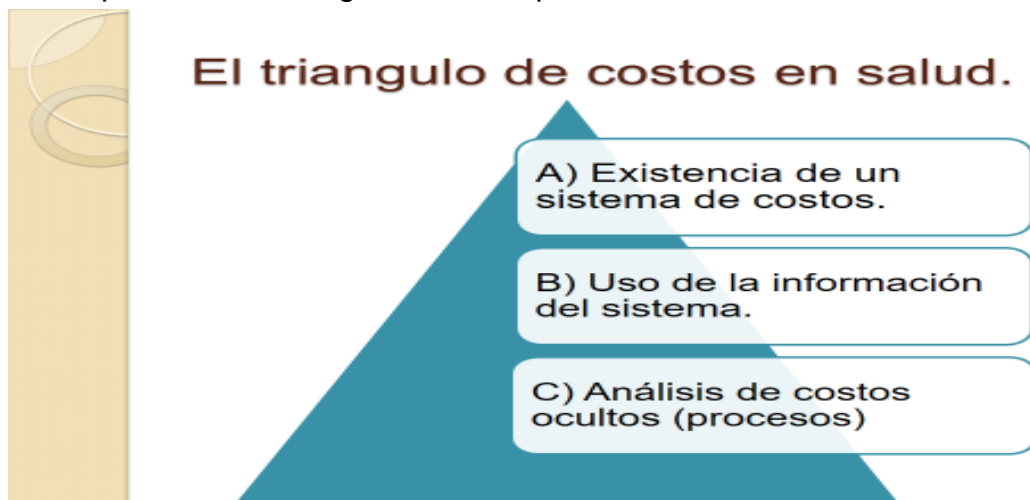 El triangulo de costos en salud.
A) Existencia de un
sistema de costos.
B) Uso de la información
del sistema.
C) Análisis de costos
ocultos (procesos)